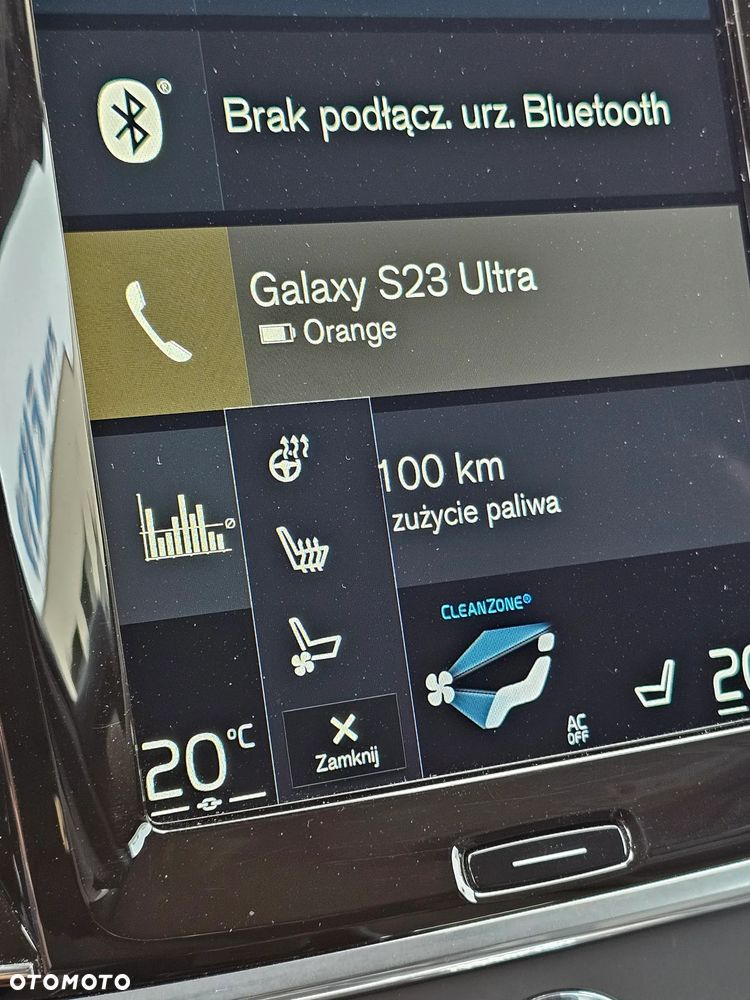 Brak podłącz. urz. Bluetooth
Galaxy S23 Ultra
Orange
100 km
zużycie paliwa
CLEANZONE®
AC
OFF
20°C
Zamknij
OTOMOTO